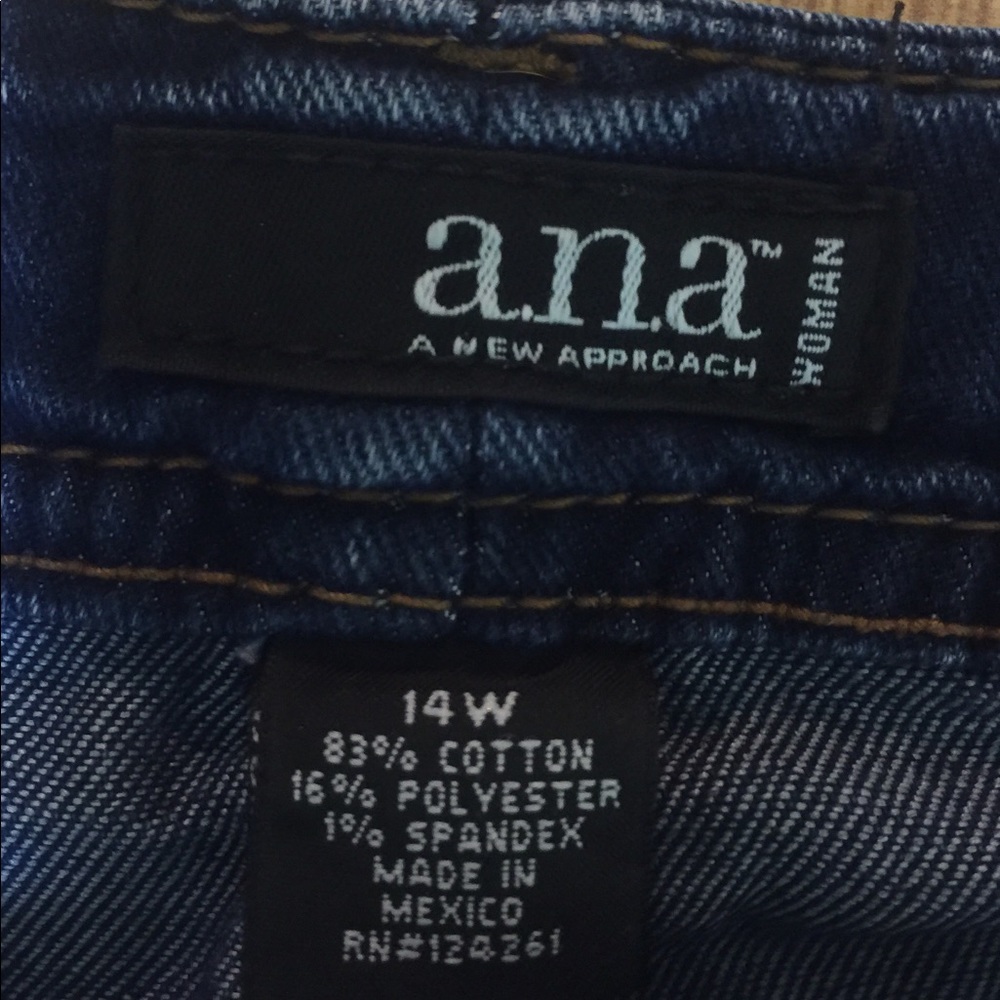 a.n.a™
A NEW APPROACH
WOMAN
14W
83% COTTON
16% POLYESTER
1% SPANDEX
MADE IN
MEXICO
RN#124261